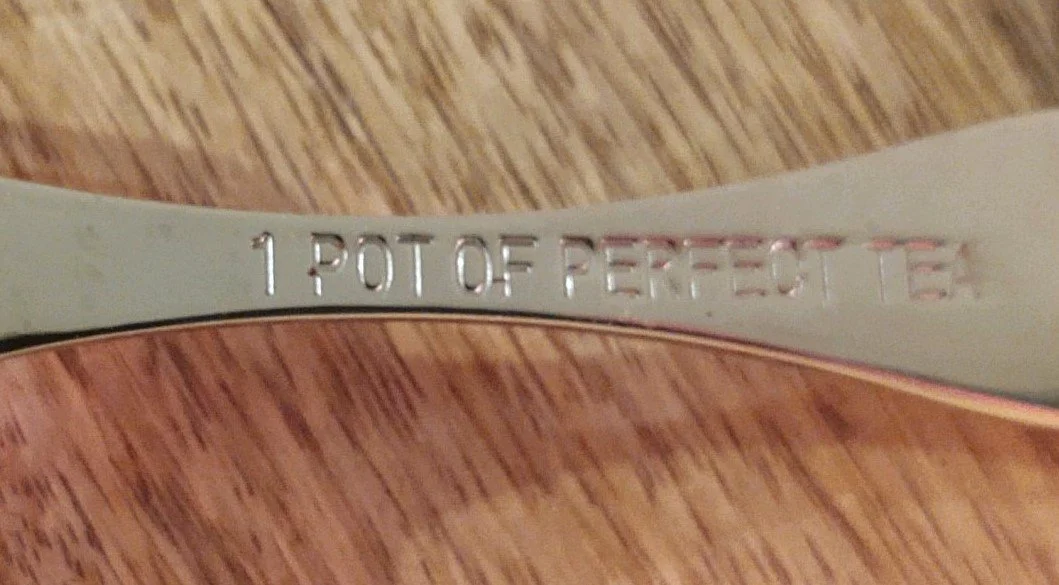 1 POT OF PERFECT TEA